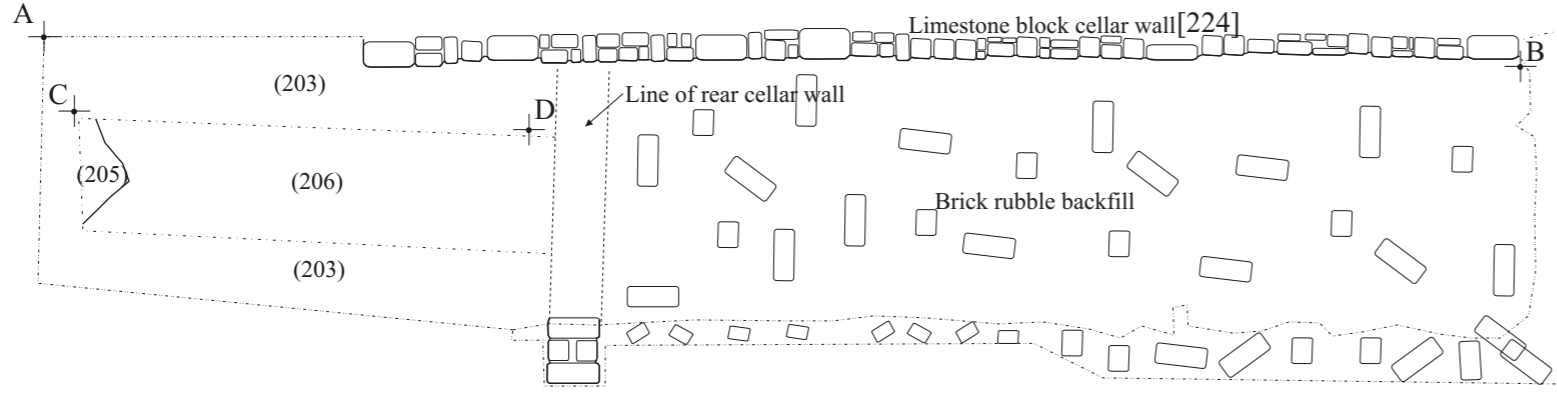 A
Limestone block cellar wall[224]
B
(203)
C
D
Line of rear cellar wall
(205)
(206)
Brick rubble backfill
(203)